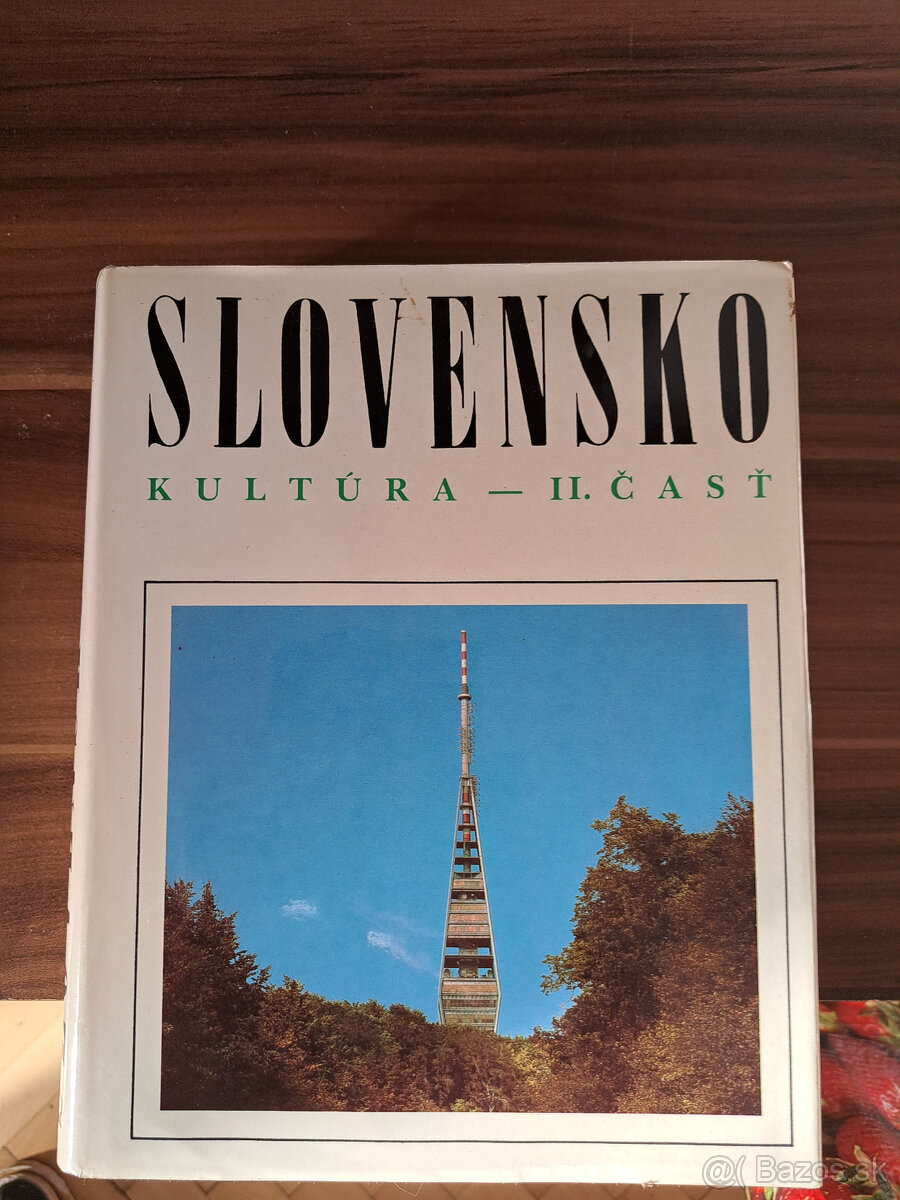 SLOVENSKO
KULTÚRA — II. ČASŤ
@( Bazos.sk